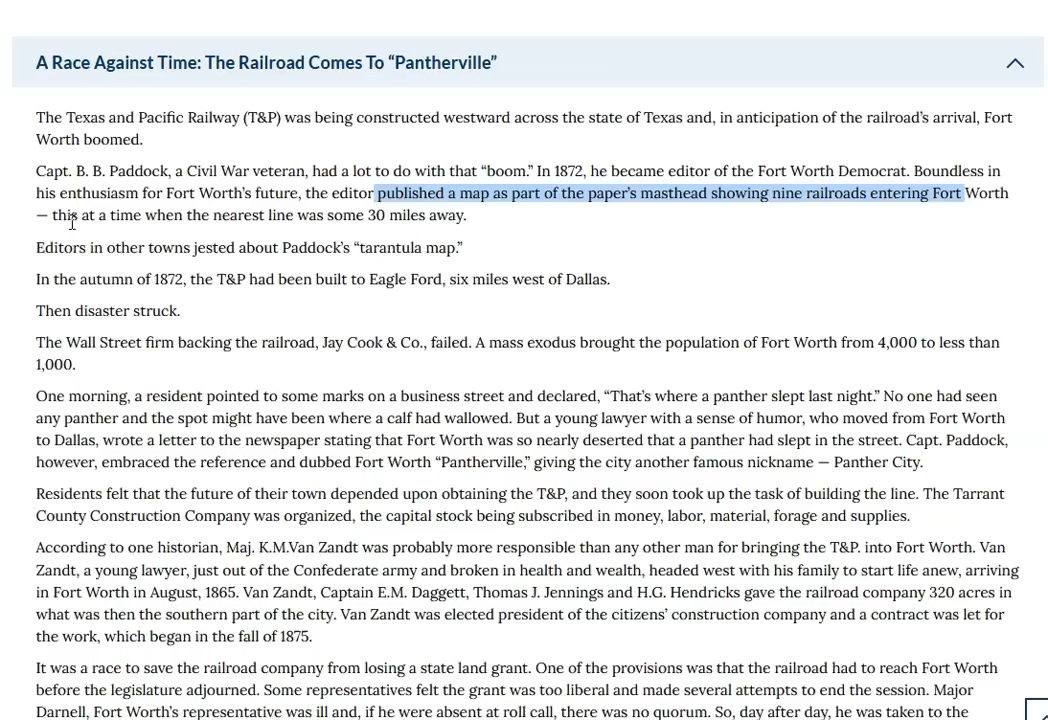 A Race Against Time: The Railroad Comes To “Pantherville”
The Texas and Pacific Railway (T&P) was being constructed westward across the state of Texas and, in anticipation of the railroad’s arrival, Fort
Worth boomed.
Capt. B. B. Paddock, a Civil War veteran, had a lot to do with that “boom.” In 1872, he became editor of the Fort Worth Democrat. Boundless in
his enthusiasm for Fort Worth’s future, the editor published a map as part of the paper’s masthead showing nine railroads entering Fort Worth
— this at a time when the nearest line was some 30 miles away.
Editors in other towns jested about Paddock’s “tarantula map.”
In the autumn of 1872, the T&P had been built to Eagle Ford, six miles west of Dallas.
Then disaster struck.
The Wall Street firm backing the railroad, Jay Cook & Co., failed. A mass exodus brought the population of Fort Worth from 4,000 to less than
1,000.
One morning, a resident pointed to some marks on a business street and declared, “That’s where a panther slept last night.” No one had seen
any panther and the spot might have been where a calf had wallowed. But a young lawyer with a sense of humor, who moved from Fort Worth
to Dallas, wrote a letter to the newspaper stating that Fort Worth was so nearly deserted that a panther had slept in the street. Capt. Paddock,
however, embraced the reference and dubbed Fort Worth “Pantherville,” giving the city another famous nickname — Panther City.
Residents felt that the future of their town depended upon obtaining the T&P, and they soon took up the task of building the line. The Tarrant
County Construction Company was organized, the capital stock being subscribed in money, labor, material, forage and supplies.
According to one historian, Maj. K.M.Van Zandt was probably more responsible than any other man for bringing the T&P. into Fort Worth. Van
Zandt, a young lawyer, just out of the Confederate army and broken in health and wealth, headed west with his family to start life anew, arriving
in Fort Worth in August, 1865. Van Zandt, Captain E.M. Daggett, Thomas J. Jennings and H.G. Hendricks gave the railroad company 320 acres in
what was then the southern part of the city. Van Zandt was elected president of the citizens’ construction company and a contract was let for
the work, which began in the fall of 1875.
It was a race to save the railroad company from losing a state land grant. One of the provisions was that the railroad had to reach Fort Worth
before the legislature adjourned. Some representatives felt the grant was too liberal and made several attempts to end the session. Major
Darnell, Fort Worth’s representative was ill and, if he were absent at roll call, there was no quorum. So, day after day, he was taken to the